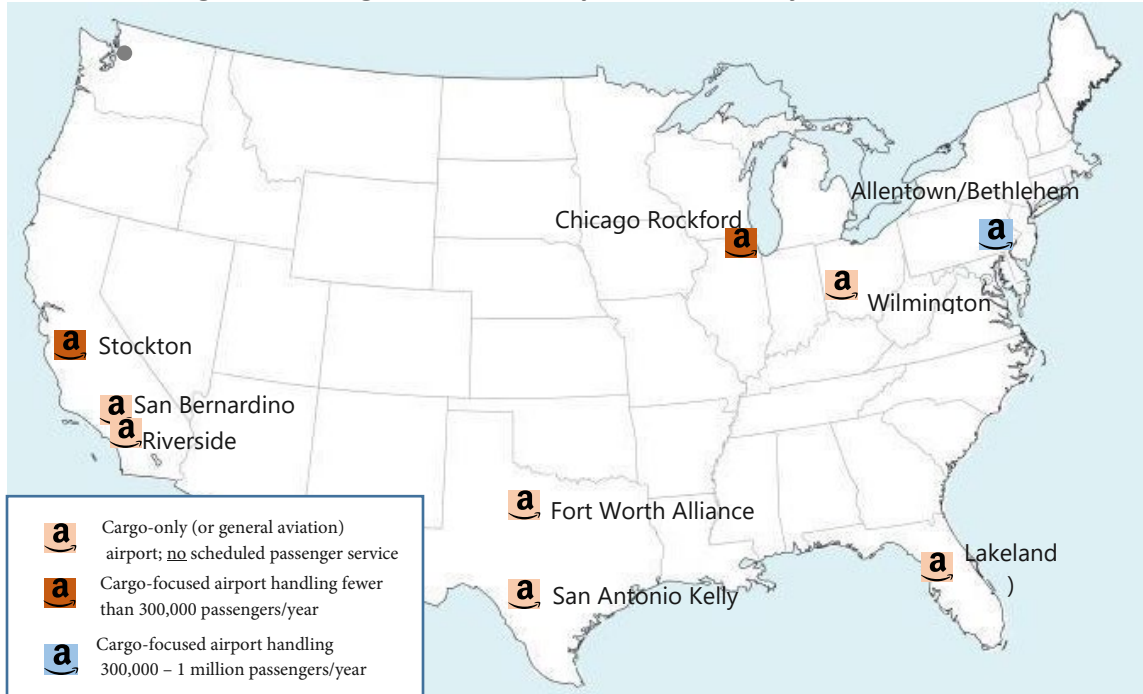 Allentown/Bethlehem
Chicago Rockford
a
a
a
Wilmington
a
Stockton
a
San Bernardino
a
Riverside
a
Fort Worth Alliance
a
Lakeland
)
a
San Antonio Kelly
a
Cargo-only (or general aviation)
airport; no scheduled passenger service
a
Cargo-focused airport handling fewer
than 300,000 passengers/year
a
Cargo-focused airport handling
300,000 – 1 million passengers/year